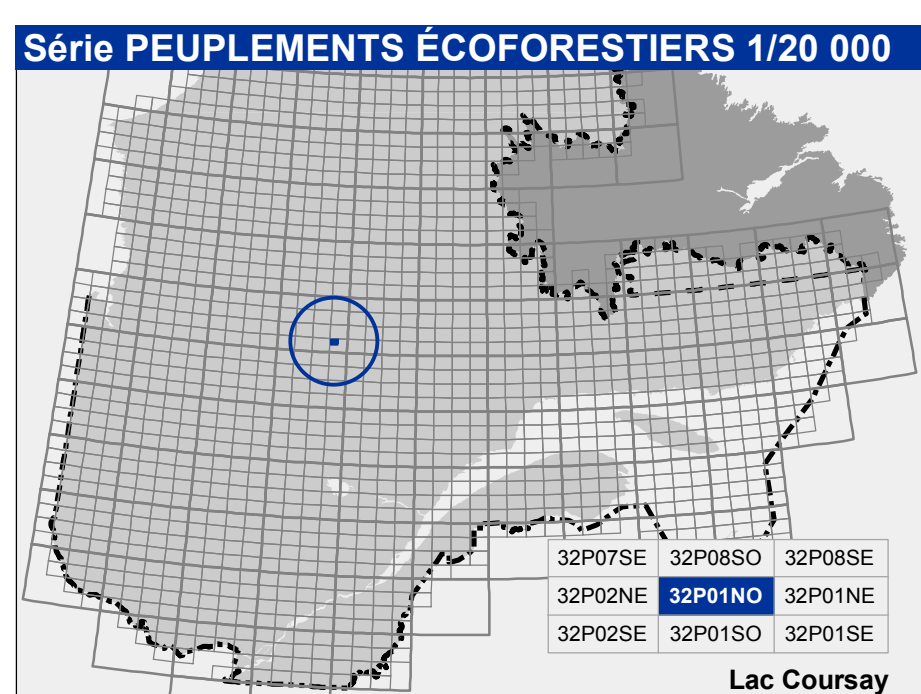 Série PEUPLEMENTS ÉCOFORESTIERS 1/20 000
32P07SE 32P08SO 32P08SE
32P02NE 32P01NO 32P01NE
32P02SE 32P01SO 32P01SE
Lac Coursay